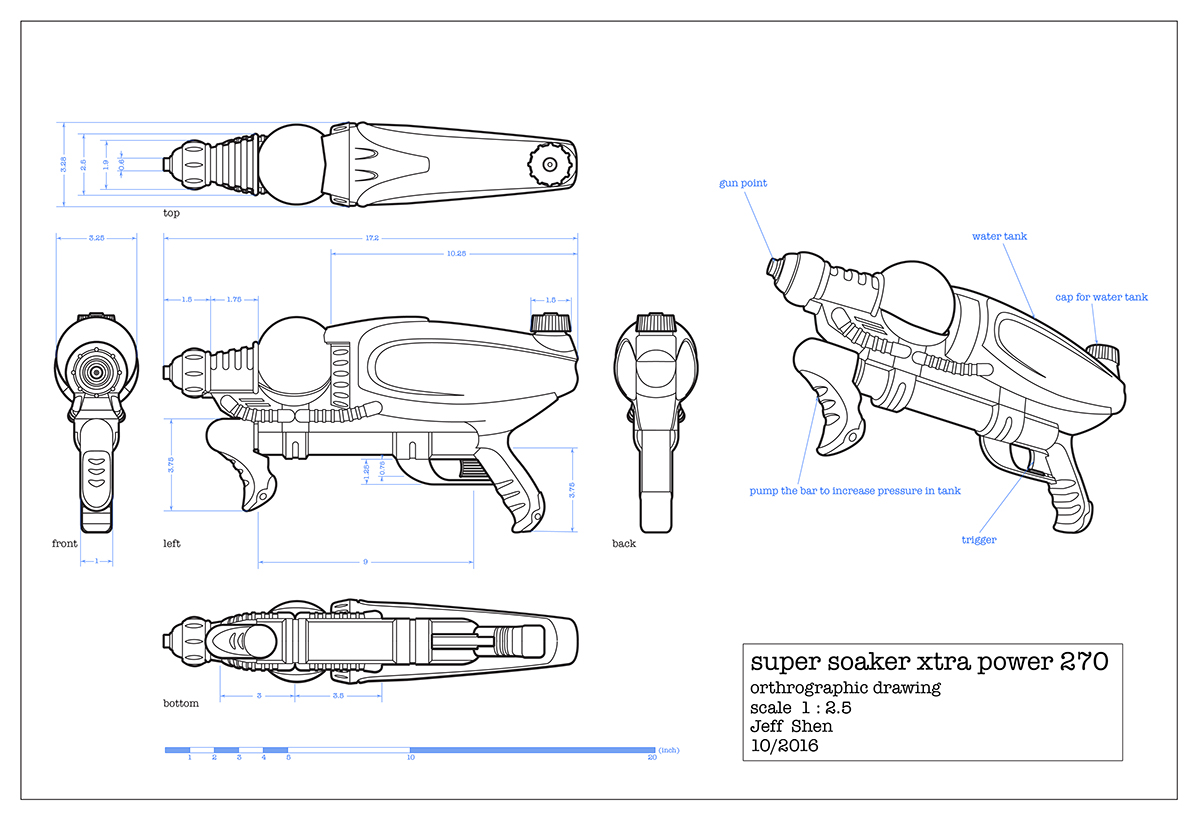 3.25
2.5
1.9
0.6
top
gun point
water tank
cap for water tank
3.25
17.2
10.25
1.5
1.75
1.5
3.75
1.25
0.75
3.75
pump the bar to increase pressure in tank
trigger
front
left
back
1
9
3
3.5
bottom
super soaker xtra power 270
orthrographic drawing
scale 1 : 2.5
Jeff Shen
10/2016
(inch)
1 2 3 4 5 10 20